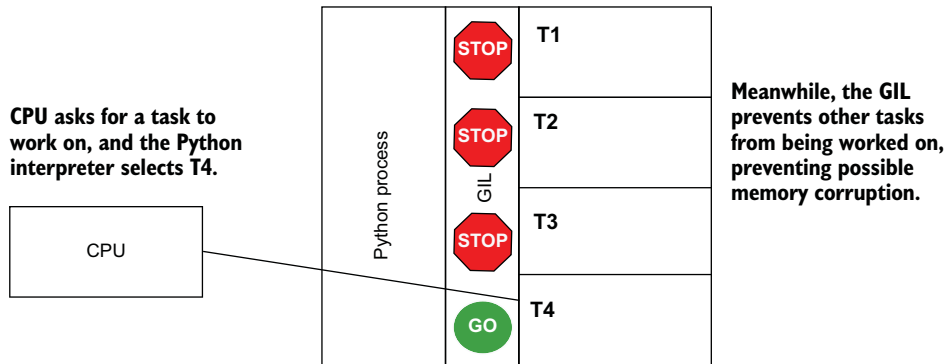 CPU asks for a task to
work on, and the Python
interpreter selects T4.
CPU
Python process
GIL
STOP
STOP
STOP
GO
T1
T2
T3
T4
Meanwhile, the GIL
prevents other tasks
from being worked on,
preventing possible
memory corruption.